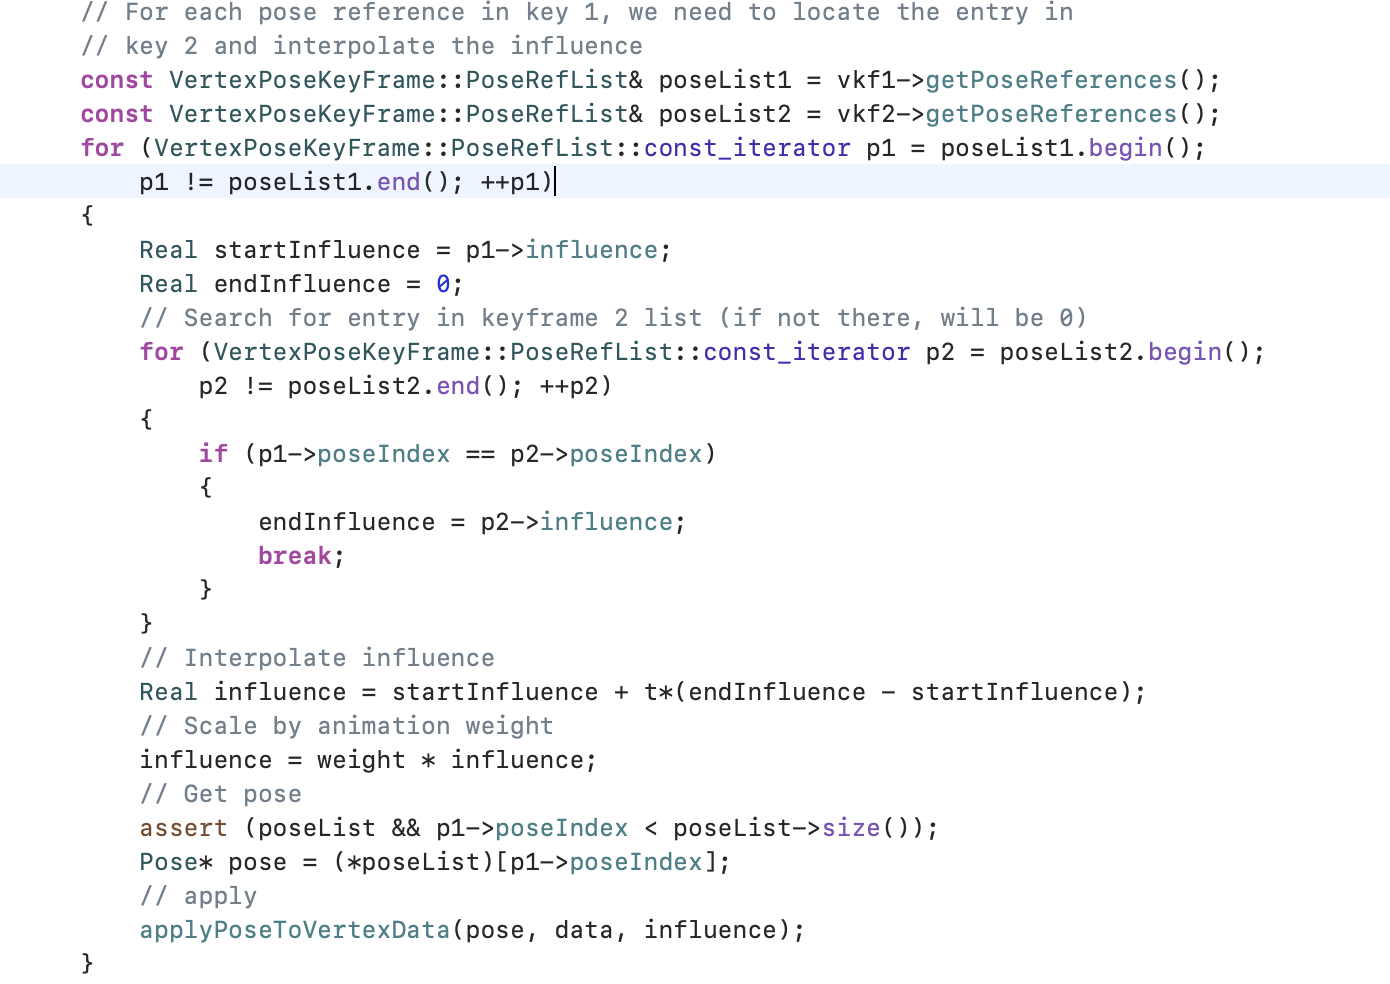 // For each pose reference in key 1, we need to locate the entry in
// key 2 and interpolate the influence
const VertexPoseKeyFrame::PoseRefList& poseList1 = vkf1->getPoseReferences();
const VertexPoseKeyFrame::PoseRefList& poseList2 = vkf2->getPoseReferences();
for (VertexPoseKeyFrame::PoseRefList::const_iterator p1 = poseList1.begin();
    p1 != poseList1.end(); ++p1)
{
    Real startInfluence = p1->influence;
    Real endInfluence = 0;
    // Search for entry in keyframe 2 list (if not there, will be 0)
    for (VertexPoseKeyFrame::PoseRefList::const_iterator p2 = poseList2.begin();
        p2 != poseList2.end(); ++p2)
    {
        if (p1->poseIndex == p2->poseIndex)
        {
            endInfluence = p2->influence;
            break;
        }
    }
    // Interpolate influence
    Real influence = startInfluence + t*(endInfluence - startInfluence);
    // Scale by animation weight
    influence = weight * influence;
    // Get pose
    assert (poseList && p1->poseIndex < poseList->size());
    Pose* pose = (*poseList)[p1->poseIndex];
    // apply
    applyPoseToVertexData(pose, data, influence);
}